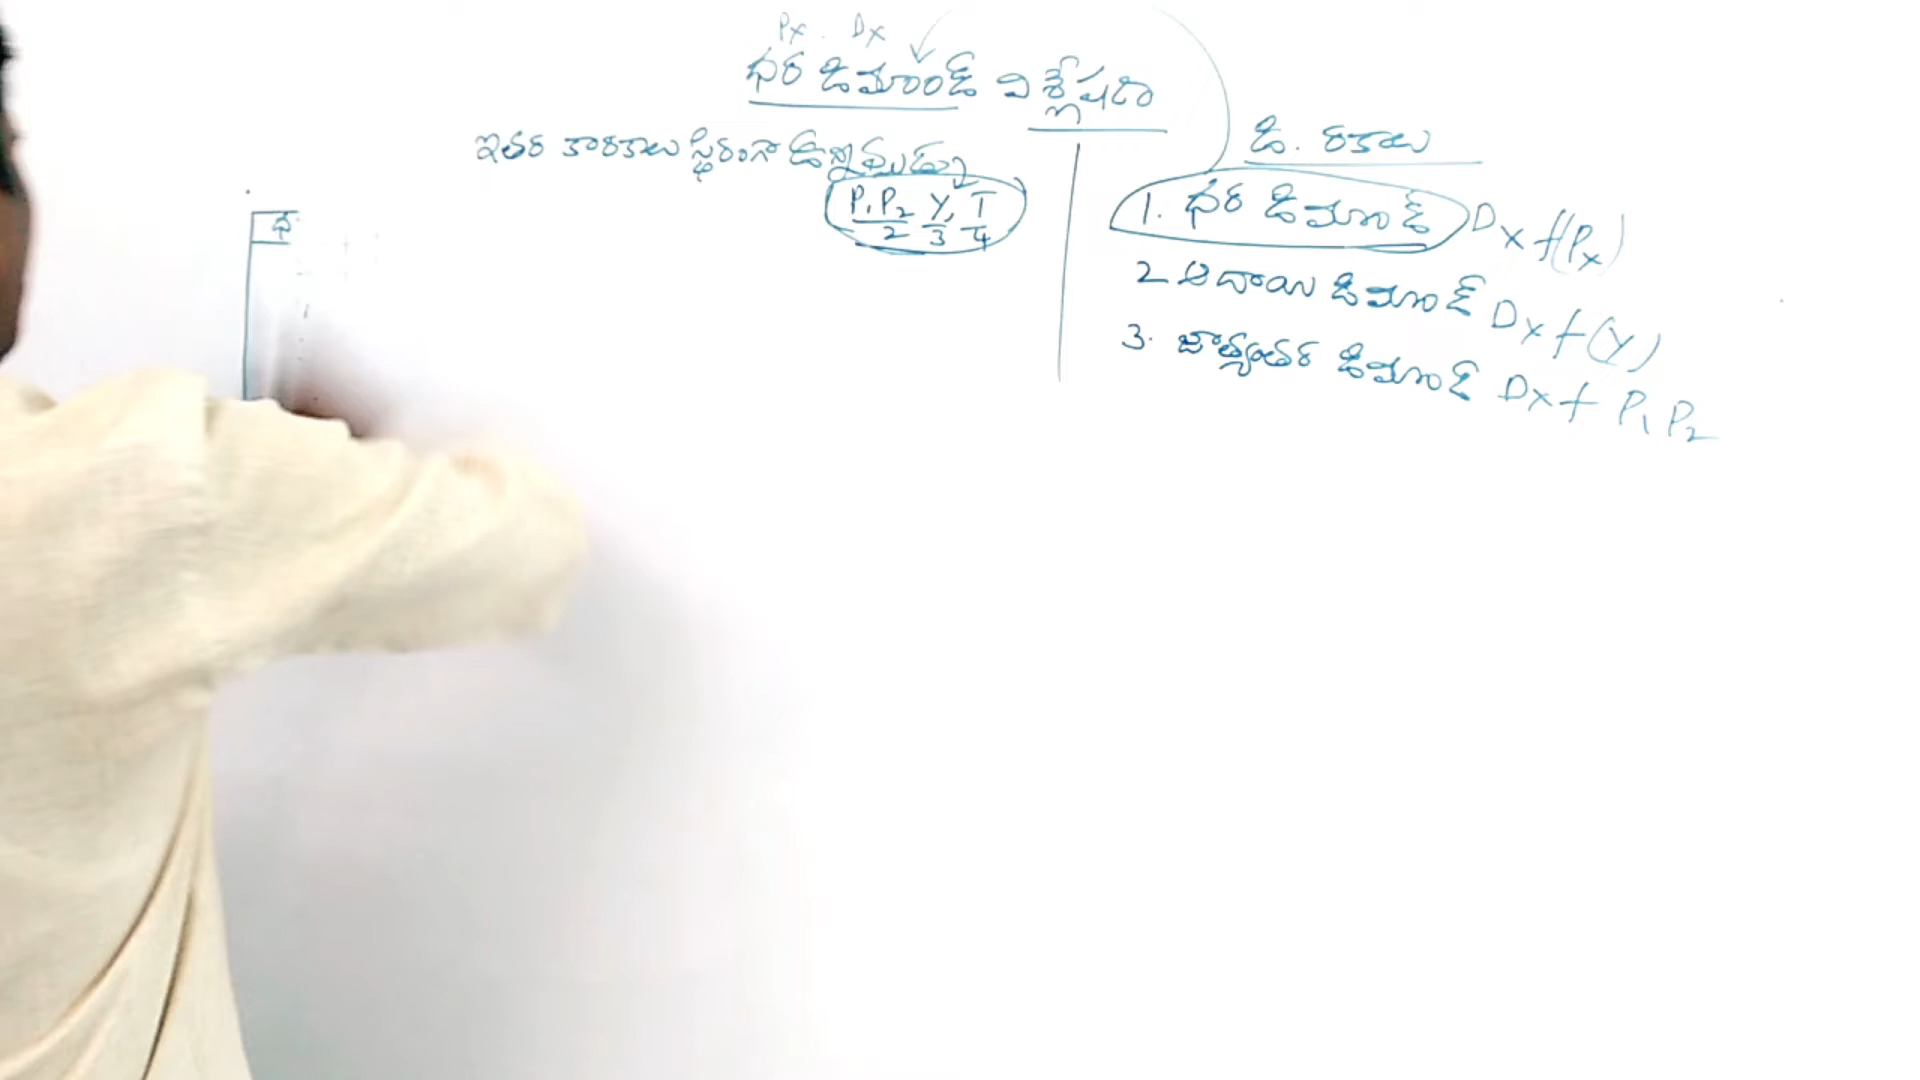 Px . Dx
ధర డిమాండ్ విశ్లేషణ
ఇతర కారకాలు స్థిరంగా ఉన్నప్పుడు
P1 P2 Y, T
2 3 4
ధ
డి. రకాలు
1. ధర డిమాండ్ Dx f(Px)
2 ఆదాయ డిమాండ్ Dx f(Y)
3. జాత్యంతర డిమాండ్ Dx f P1 P2